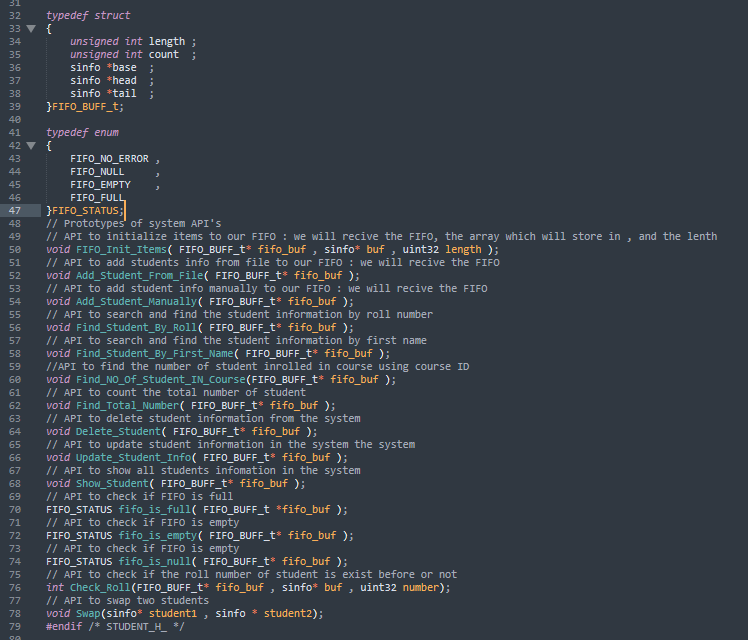 31
32 typedef struct
33 {
34 unsigned int length ;
35 unsigned int count ;
36 sinfo *base ;
37 sinfo *head ;
38 sinfo *tail ;
39 }FIFO_BUFF_t;
40
41 typedef enum
42 {
43 FIFO_NO_ERROR ,
44 FIFO_NULL ,
45 FIFO_EMPTY ,
46 FIFO_FULL
47 }FIFO_STATUS;
48 // Prototypes of system API's
49 // API to initialize items to our FIFO : we will recive the FIFO, the array which will store in , and the lenth
50 void FIFO_Init_Items( FIFO_BUFF_t* fifo_buf , sinfo* buf , uint32 length );
51 // API to add students info from file to our FIFO : we will recive the FIFO
52 void Add_Student_From_File( FIFO_BUFF_t* fifo_buf );
53 // API to add student info manually to our FIFO : we will recive the FIFO
54 void Add_Student_Manually( FIFO_BUFF_t* fifo_buf );
55 // API to search and find the student information by roll number
56 void Find_Student_By_Roll( FIFO_BUFF_t* fifo_buf );
57 // API to search and find the student information by first name
58 void Find_Student_By_First_Name( FIFO_BUFF_t* fifo_buf );
59 //API to find the number of student inrolled in course using course ID
60 void Find_NO_Of_Student_IN_Course(FIFO_BUFF_t* fifo_buf );
61 // API to count the total number of student
62 void Find_Total_Number( FIFO_BUFF_t* fifo_buf );
63 // API to delete student information from the system
64 void Delete_Student( FIFO_BUFF_t* fifo_buf );
65 // API to update student information in the system the system
66 void Update_Student_Info( FIFO_BUFF_t* fifo_buf );
67 // API to show all students infomation in the system
68 void Show_Student( FIFO_BUFF_t* fifo_buf );
69 // API to check if FIFO is full
70 FIFO_STATUS fifo_is_full( FIFO_BUFF_t *fifo_buf );
71 // API to check if FIFO is empty
72 FIFO_STATUS fifo_is_empty( FIFO_BUFF_t* fifo_buf );
73 // API to check if FIFO is empty
74 FIFO_STATUS fifo_is_null( FIFO_BUFF_t* fifo_buf );
75 // API to check if the roll number of student is exist before or not
76 int Check_Roll(FIFO_BUFF_t* fifo_buf , sinfo* buf , uint32 number);
77 // API to swap two students
78 void Swap(sinfo* student1 , sinfo * student2);
79 #endif /* STUDENT_H_ */
80